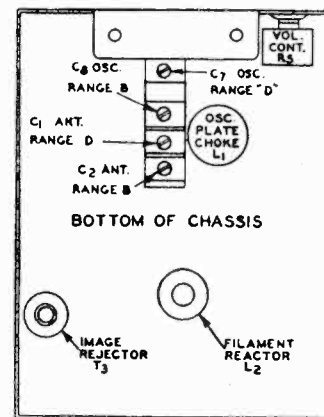 VOL.
CONT.
R5
C8 OSC.
RANGE B
C7 OSC.
RANGE "D"
C1 ANT.
RANGE D
OSC.
PLATE
CHOKE
L1
C2 ANT.
RANGE B
BOTTOM OF CHASSIS
IMAGE
REJECTOR
T3
FILAMENT
REACTOR
L2